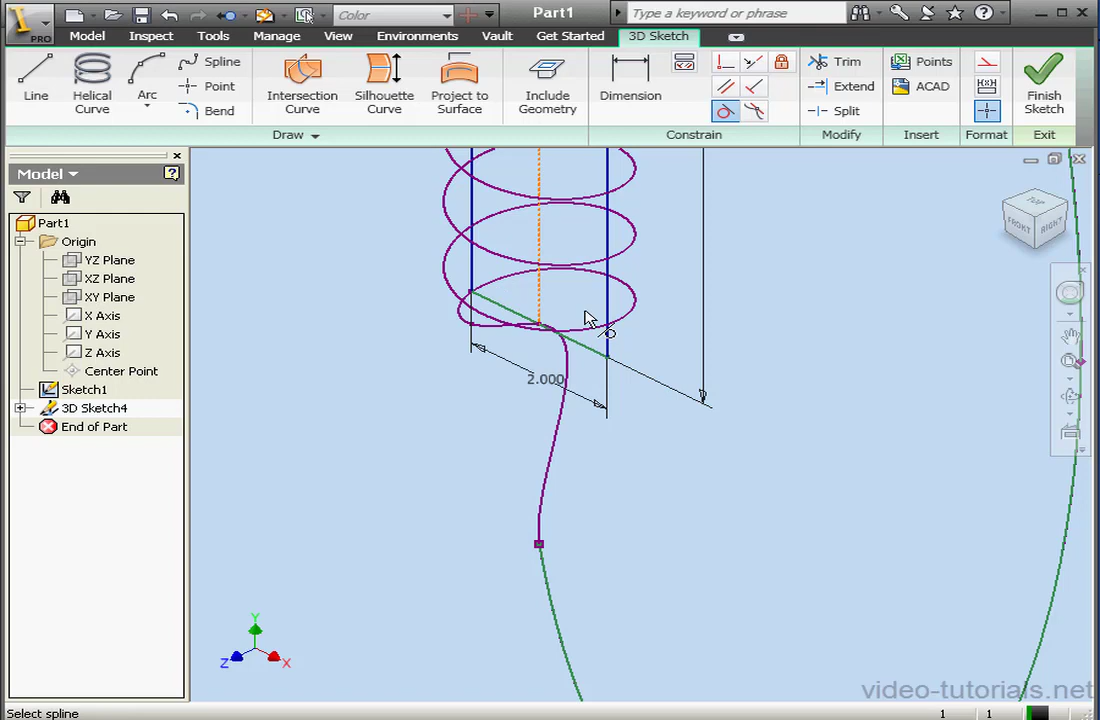 Color
Part1
Type a keyword or phrase
PRO
Model
Inspect
Tools
Manage
View
Environments
Vault
Get Started
3D Sketch
Line
Helical
Curve
Arc
Spline
Point
Bend
Intersection
Curve
Silhouette
Curve
Project to
Surface
Include
Geometry
Dimension
Trim
Extend
Split
Points
ACAD
Finish
Sketch
Draw
Constrain
Modify
Insert
Format
Exit
Model
Part1
Origin
YZ Plane
XZ Plane
XY Plane
X Axis
Y Axis
Z Axis
Center Point
Sketch1
3D Sketch4
End of Part
TOP
FRONT
RIGHT
2.000
Y
Z
X
video-tutorials.net
Select spline
1
1